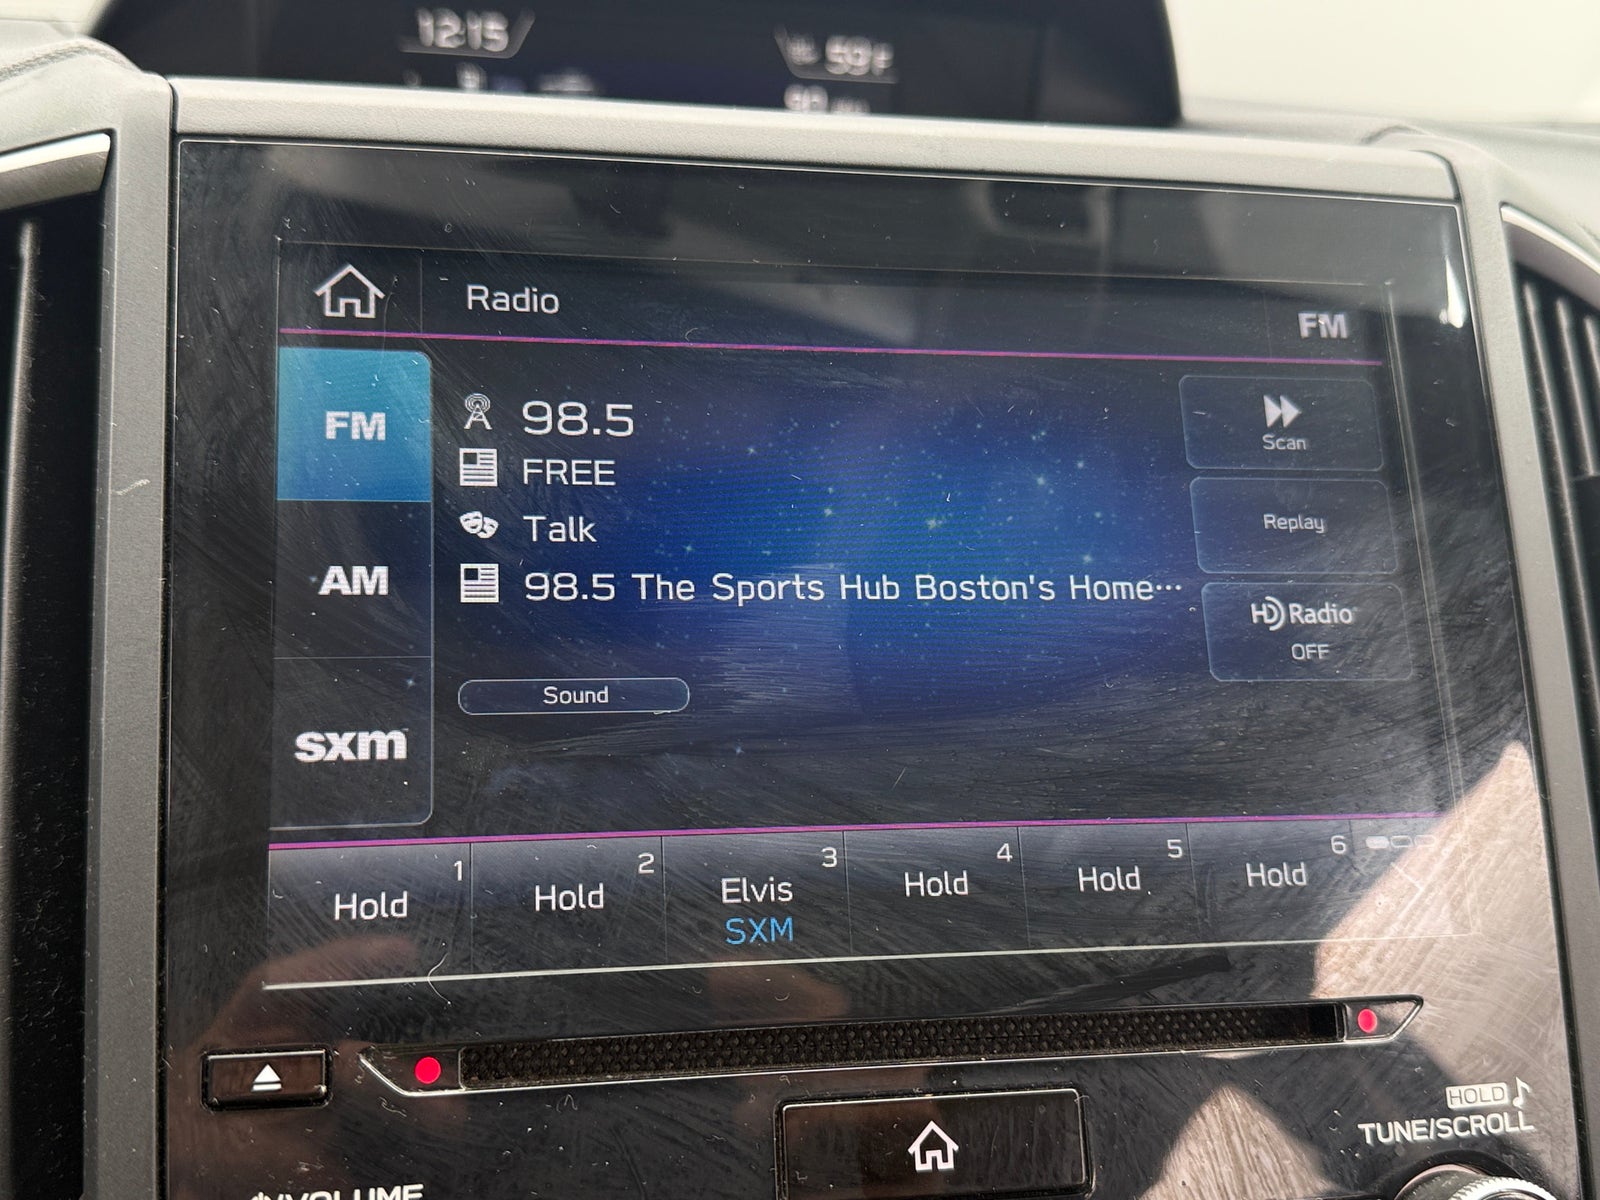 12:15
59°F
Radio
FM
FM
98.5
Scan
FREE
Replay
Talk
AM
98.5 The Sports Hub Boston's Home…
HD Radio
OFF
Sound
sxm
1
Hold
2
Hold
3
Elvis
SXM
4
Hold
5
Hold
6
Hold
HOLD
TUNE/SCROLL
VOLUME